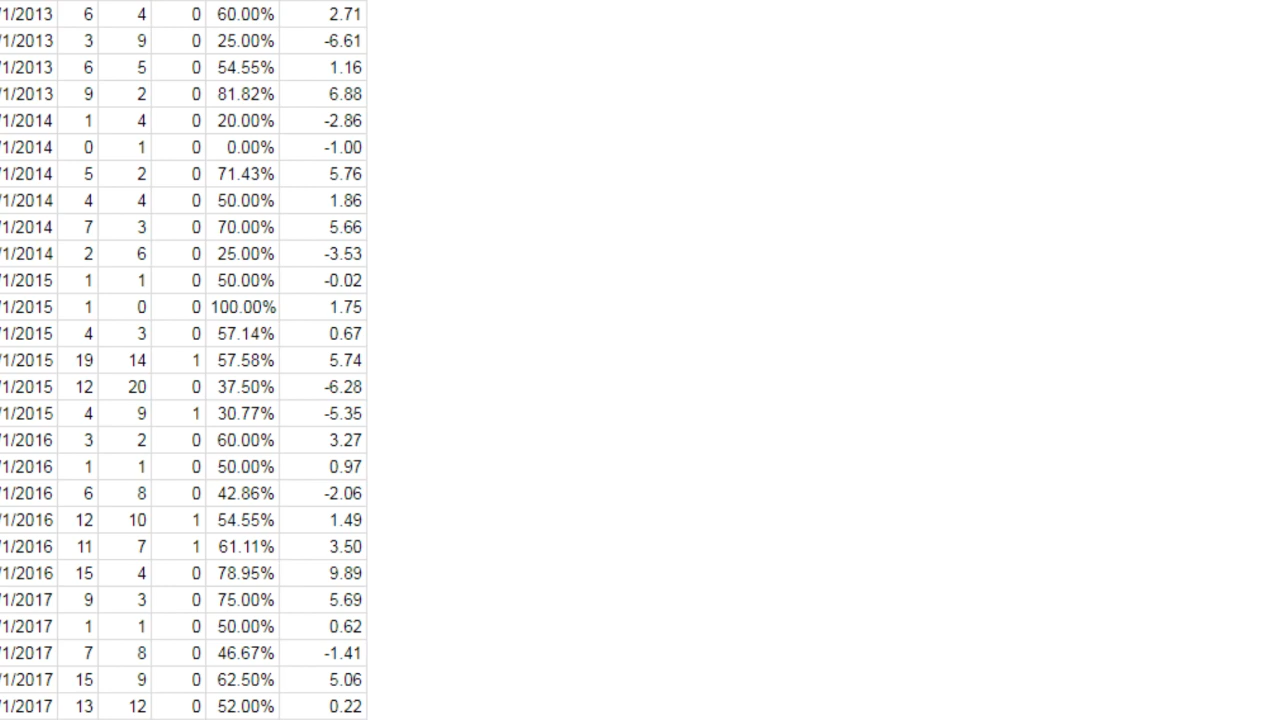 /1/2013 6 4 0 60.00% 2.71
/1/2013 3 9 0 25.00% -6.61
/1/2013 6 5 0 54.55% 1.16
/1/2013 9 2 0 81.82% 6.88
/1/2014 1 4 0 20.00% -2.86
/1/2014 0 1 0 0.00% -1.00
/1/2014 5 2 0 71.43% 5.76
/1/2014 4 4 0 50.00% 1.86
/1/2014 7 3 0 70.00% 5.66
/1/2014 2 6 0 25.00% -3.53
/1/2015 1 1 0 50.00% -0.02
/1/2015 1 0 0 100.00% 1.75
/1/2015 4 3 0 57.14% 0.67
/1/2015 19 14 1 57.58% 5.74
/1/2015 12 20 0 37.50% -6.28
/1/2015 4 9 1 30.77% -5.35
/1/2016 3 2 0 60.00% 3.27
/1/2016 1 1 0 50.00% 0.97
/1/2016 6 8 0 42.86% -2.06
/1/2016 12 10 1 54.55% 1.49
/1/2016 11 7 1 61.11% 3.50
/1/2016 15 4 0 78.95% 9.89
/1/2017 9 3 0 75.00% 5.69
/1/2017 1 1 0 50.00% 0.62
/1/2017 7 8 0 46.67% -1.41
/1/2017 15 9 0 62.50% 5.06
/1/2017 13 12 0 52.00% 0.22